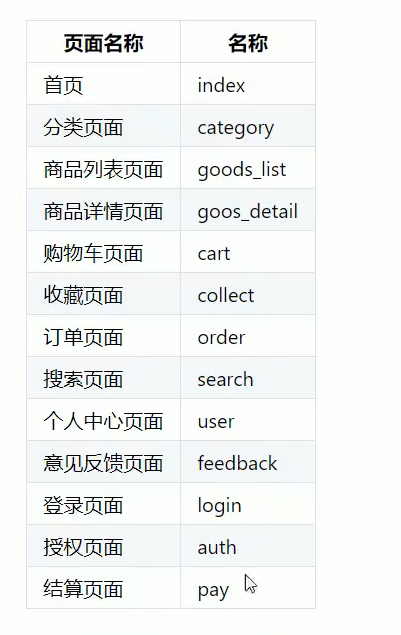 页面名称 名称
首页 index
分类页面 category
商品列表页面 goods_list
商品详情页面 goos_detail
购物车页面 cart
收藏页面 collect
订单页面 order
搜索页面 search
个人中心页面 user
意见反馈页面 feedback
登录页面 login
授权页面 auth
结算页面 pay